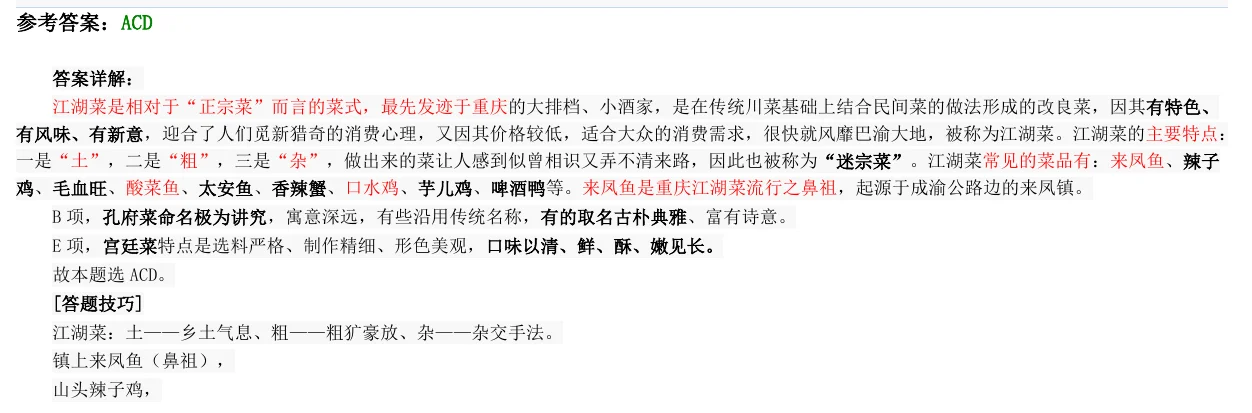 参考答案：ACD
答案详解：
江湖菜是相对于“正宗菜”而言的菜式，最先发迹于重庆的大排档、小酒家，是在传统川菜基础上结合民间菜的做法形成的改良菜，因其有特色、
有风味、有新意，迎合了人们觅新猎奇的消费心理，又因其价格较低，适合大众的消费需求，很快就风靡巴渝大地，被称为江湖菜。江湖菜的主要特点：
一是“土”，二是“粗”，三是“杂”，做出来的菜让人感到似曾相识又弄不清来路，因此也被称为“迷宗菜”。江湖菜常见的菜品有：来凤鱼、辣子
鸡、毛血旺、酸菜鱼、太安鱼、香辣蟹、口水鸡、芋儿鸡、啤酒鸭等。来凤鱼是重庆江湖菜流行之鼻祖，起源于成渝公路边的来凤镇。
B 项，孔府菜命名极为讲究，寓意深远，有些沿用传统名称，有的取名古朴典雅、富有诗意。
E 项，宫廷菜特点是选料严格、制作精细、形色美观，口味以清、鲜、酥、嫩见长。
故本题选 ACD。
[答题技巧]
江湖菜：土——乡土气息、粗——粗犷豪放、杂——杂交手法。
镇上来凤鱼（鼻祖），
山头辣子鸡，